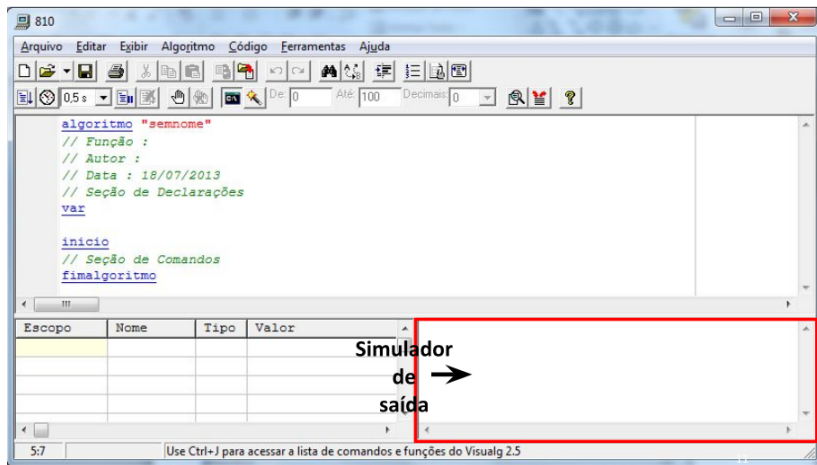 810
Arquivo Editar Exibir Algoritmo Código Ferramentas Ajuda
0,5 s De: 0 Até: 100 Decimais: 0
algoritmo "semnome"
// Função :
// Autor :
// Data : 18/07/2013
// Seção de Declarações
var
inicio
// Seção de Comandos
fimalgoritmo
Escopo Nome Tipo Valor
Simulador
de
saída
5:7 Use Ctrl+J para acessar a lista de comandos e funções do Visualg 2.5
11